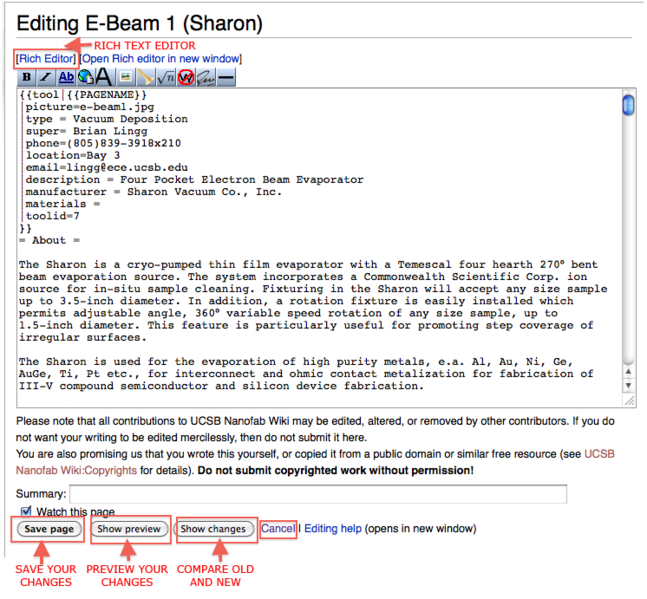 Editing E-Beam 1 (Sharon)
RICH TEXT EDITOR
[Rich Editor] [Open Rich editor in new window]
B I Ab A √n W
{{tool|{{PAGENAME}}
|picture=e-beam1.jpg
|type = Vacuum Deposition
|super= Brian Lingg
|phone=(805)839-3918x210
|location=Bay 3
|email=lingg@ece.ucsb.edu
|description = Four Pocket Electron Beam Evaporator
|manufacturer = Sharon Vacuum Co., Inc.
|materials =
|toolid=7
}}
= About =
The Sharon is a cryo-pumped thin film evaporator with a Temescal four hearth 270° bent
beam evaporation source. The system incorporates a Commonwealth Scientific Corp. ion
source for in-situ sample cleaning. Fixturing in the Sharon will accept any size sample
up to 3.5-inch diameter. In addition, a rotation fixture is easily installed which
permits adjustable angle, 360° variable speed rotation of any size sample, up to
1.5-inch diameter. This feature is particularly useful for promoting step coverage of
irregular surfaces.
The Sharon is used for the evaporation of high purity metals, e.a. Al, Au, Ni, Ge,
AuGe, Ti, Pt etc., for interconnect and ohmic contact metalization for fabrication of
III-V compound semiconductor and silicon device fabrication.
Please note that all contributions to UCSB Nanofab Wiki may be edited, altered, or removed by other contributors. If you do
not want your writing to be edited mercilessly, then do not submit it here.
You are also promising us that you wrote this yourself, or copied it from a public domain or similar free resource (see UCSB
Nanofab Wiki:Copyrights for details). Do not submit copyrighted work without permission!
Summary:
Watch this page
Save page Show preview Show changes Cancel | Editing help (opens in new window)
SAVE YOUR PREVIEW YOUR COMPARE OLD
CHANGES CHANGES AND NEW